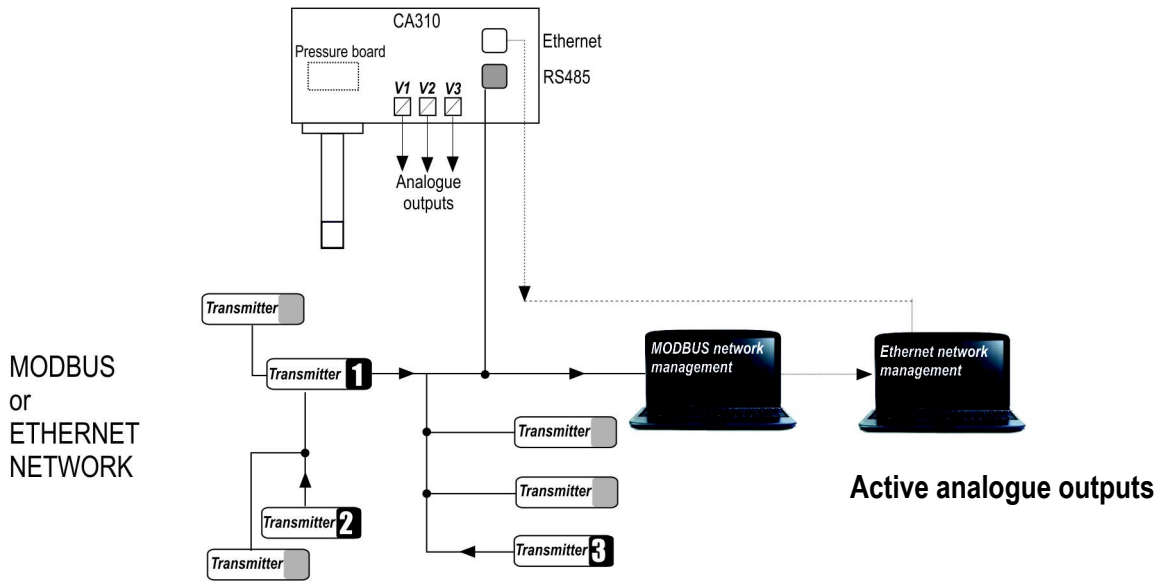 CA310
Ethernet
Pressure board
RS485
V1 V2 V3
Analogue
outputs
Transmitter
MODBUS
or
ETHERNET
NETWORK
Transmitter 1
MODBUS network
management
Ethernet network
management
Transmitter
Transmitter
Transmitter 2
Transmitter 3
Transmitter
Active analogue outputs